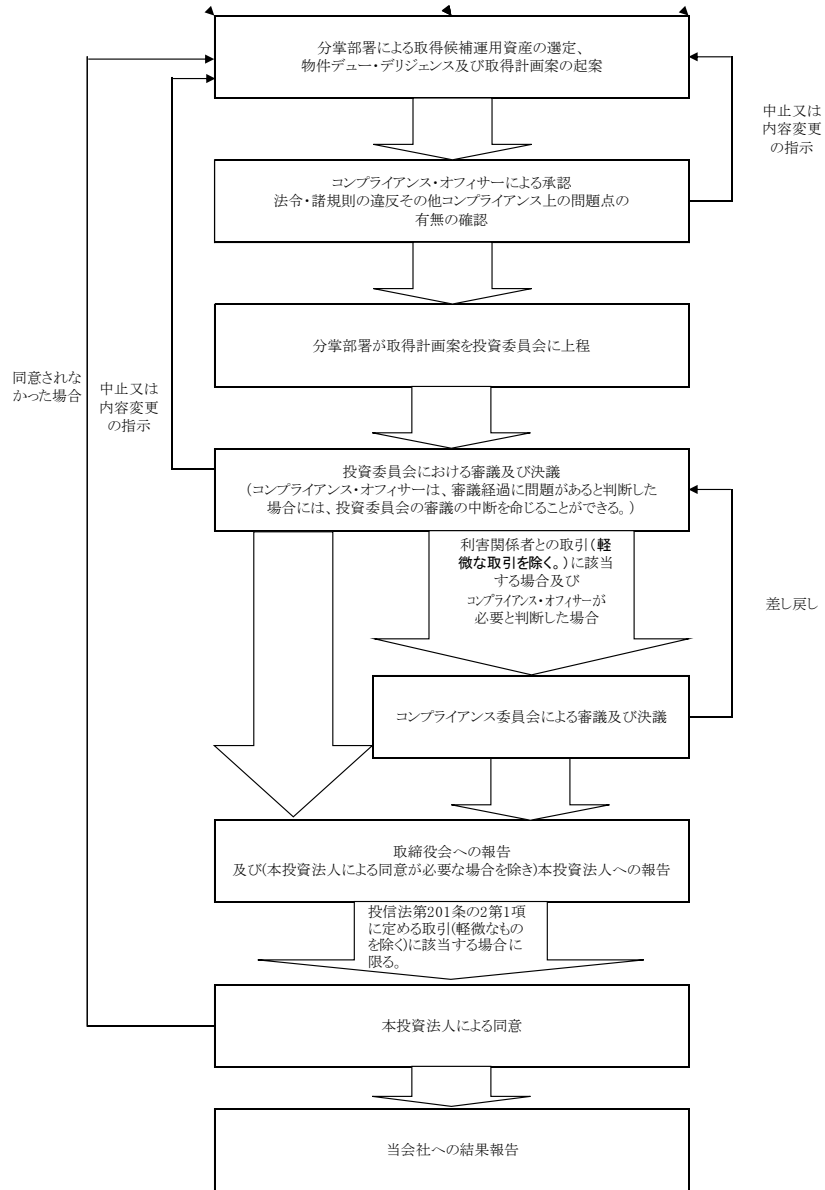 分掌部署による取得候補運用資産の選定、
物件デュー・デリジェンス及び取得計画案の起案
中止又は
内容変更
の指示
コンプライアンス・オフィサーによる承認
法令・諸規則の違反その他コンプライアンス上の問題点の
有無の確認
分掌部署が取得計画案を投資委員会に上程
同意されな
かった場合
中止又は
内容変更
の指示
投資委員会における審議及び決議
(コンプライアンス・オフィサーは、審議経過に問題があると判断した
場合には、投資委員会の審議の中断を命じることができる。)
利害関係者との取引(軽
微な取引を除く。)に該当
する場合及び
コンプライアンス・オフィサーが
必要と判断した場合
差し戻し
コンプライアンス委員会による審議及び決議
取締役会への報告
及び(本投資法人による同意が必要な場合を除き)本投資法人への報告
投信法第201条の2第1項
に定める取引(軽微なもの
を除く)に該当する場合に
限る。
本投資法人による同意
当会社への結果報告